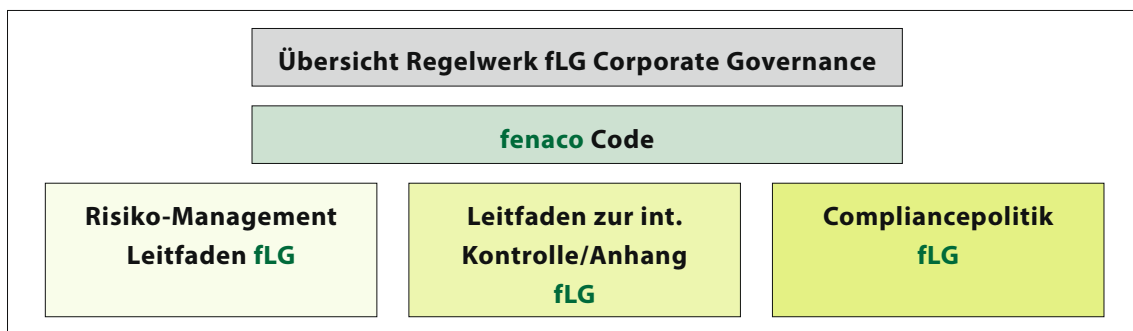 Übersicht Regelwerk fLG Corporate Governance
fenaco Code
Risiko-Management
Leitfaden fLG
Leitfaden zur int.
Kontrolle/Anhang
fLG
Compliancepolitik
fLG